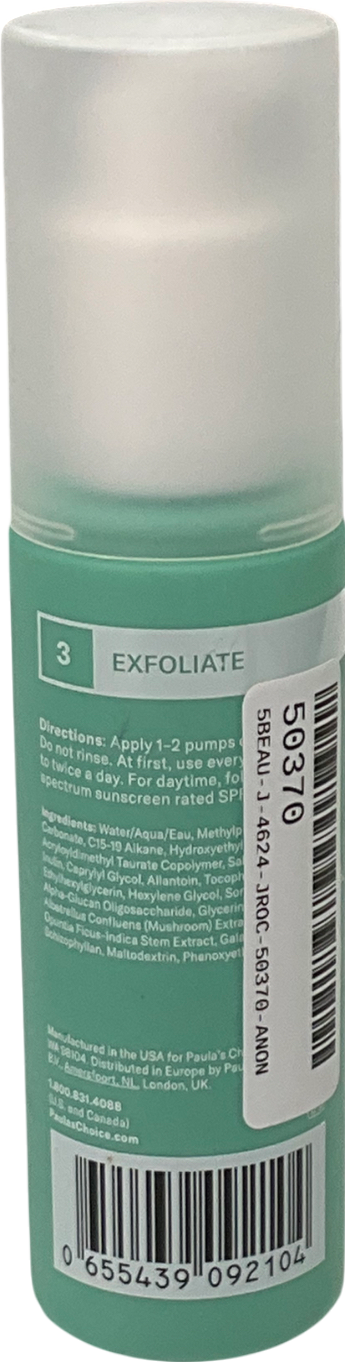 3
EXFOLIATE
Directions: Apply 1–2 pumps
Do not rinse. At first, use every
to twice a day. For daytime, fol
spectrum sunscreen rated SPF
Ingredients: Water/Aqua/Eau, Methylp
Carbonate, C15-19 Alkane, Hydroxyethyl
Acryloyldimethyl Taurate Copolymer, Sal
Inulin, Caprylyl Glycol, Allantoin, Tocoph
Ethylhexylglycerin, Hexylene Glycol, Sor
Alpha-Glucan Oligosaccharide, Glycerin
Albatrellus Confluens (Mushroom) Extra
Opuntia Ficus-Indica Stem Extract, Gala
Schizophyllan, Maltodextrin, Phenoxyet
Manufactured in the USA for Paula's Ch
WA 98104. Distributed in Europe by Pau
B.V., Amersfoort, NL, London, UK.
1.800.831.4088
(U.S. and Canada)
PaulasChoice.com
0 655439 092104
50370
5BEAU-J-4624-JROC-50370-ANON